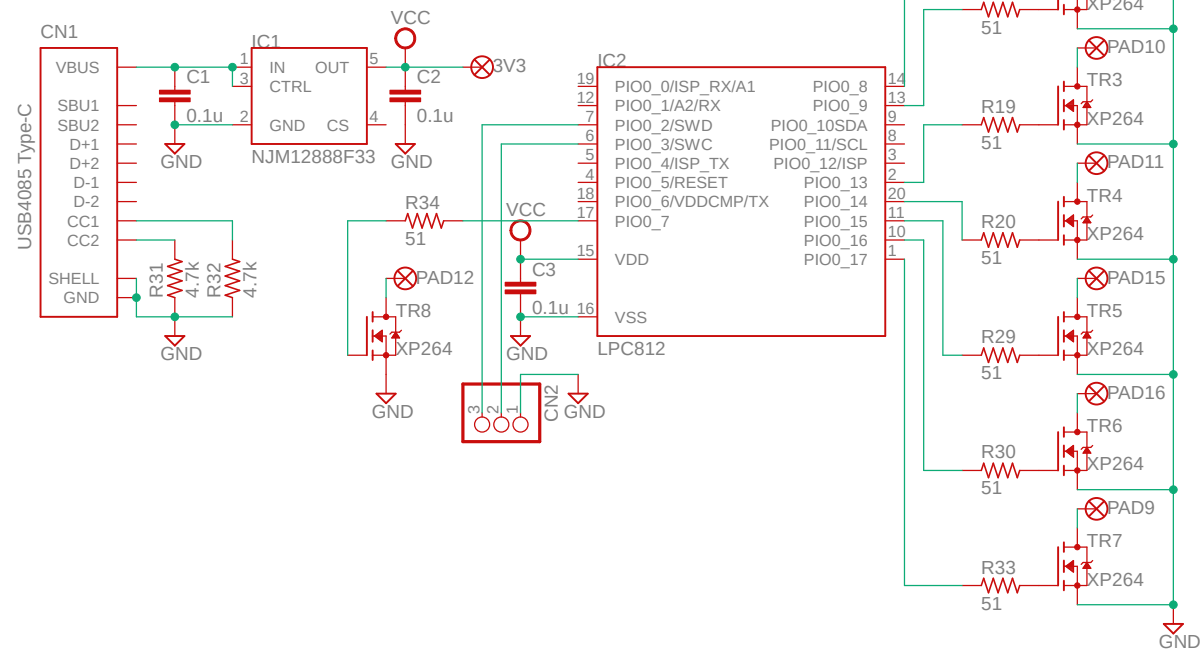 CN1
USB4085 Type-C
VBUS
SBU1
SBU2
D+1
D+2
D-1
D-2
CC1
CC2
SHELL
GND
R31
4.7k
R32
4.7k
GND
C1
0.1u
GND
IC1
1 IN OUT 5
3 CTRL
2 GND CS 4
NJM12888F33
VCC
3V3
C2
0.1u
GND
R34
51
PAD12
TR8
XP264
GND
VCC
C3
0.1u
GND
3 2 1
CN2
GND
IC2
19 PIO0_0/ISP_RX/A1 PIO0_8 14
12 PIO0_1/A2/RX PIO0_9 13
7 PIO0_2/SWD PIO0_10SDA 9
6 PIO0_3/SWC PIO0_11/SCL 8
5 PIO0_4/ISP_TX PIO0_12/ISP 3
4 PIO0_5/RESET PIO0_13 2
18 PIO0_6/VDDCMP/TX PIO0_14 20
17 PIO0_7 PIO0_15 11
PIO0_16 10
15 VDD PIO0_17 1
16 VSS
LPC812
51
XP264
PAD10
TR3
R19
51
XP264
PAD11
TR4
R20
51
XP264
PAD15
TR5
R29
51
XP264
PAD16
TR6
R30
51
XP264
PAD9
TR7
R33
51
XP264
GND